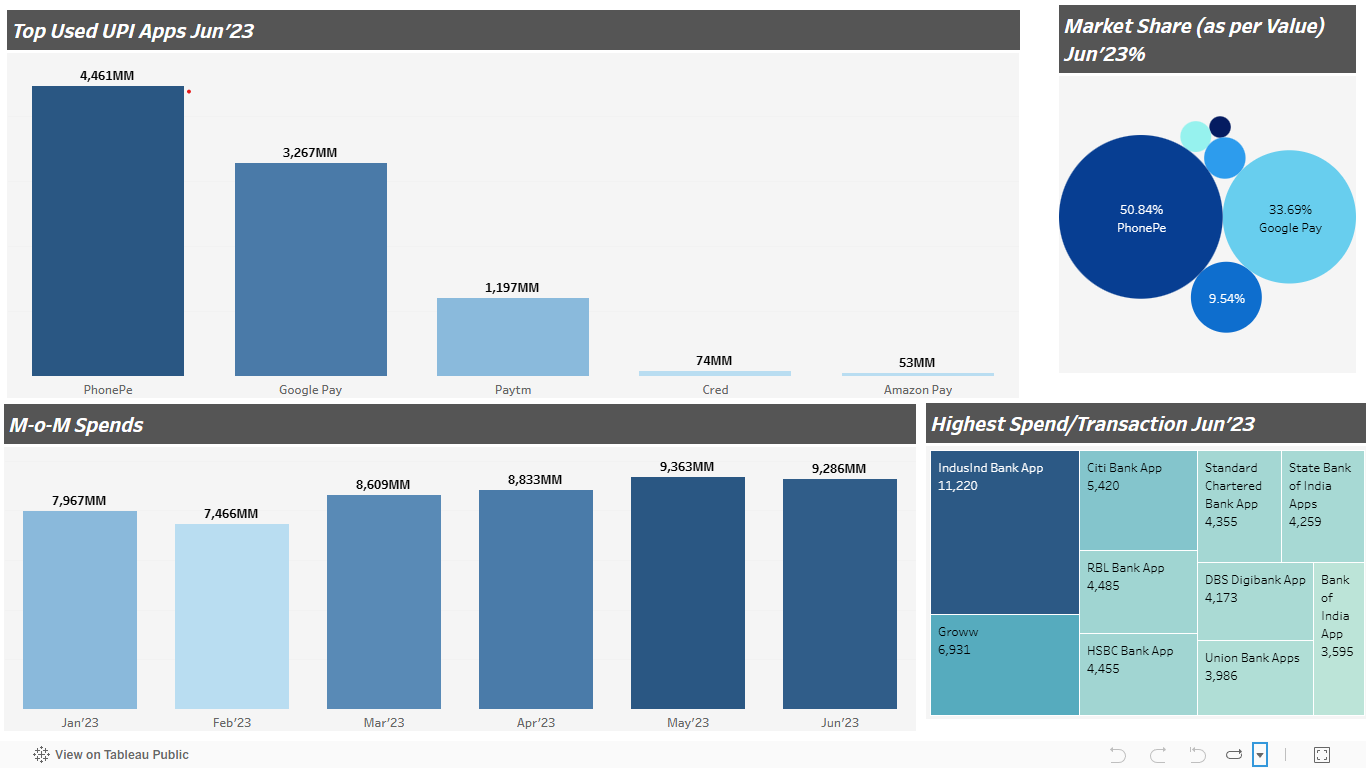 Top Used UPI Apps Jun’23
4,461MM
3,267MM
1,197MM
74MM
53MM
PhonePe
Google Pay
Paytm
Cred
Amazon Pay
Market Share (as per Value)
Jun’23%
50.84%
PhonePe
33.69%
Google Pay
9.54%
M-o-M Spends
7,967MM
7,466MM
8,609MM
8,833MM
9,363MM
9,286MM
Jan’23
Feb’23
Mar’23
Apr’23
May’23
Jun’23
Highest Spend/Transaction Jun’23
IndusInd Bank App
11,220
Groww
6,931
Citi Bank App
5,420
RBL Bank App
4,485
HSBC Bank App
4,455
Standard
Chartered
Bank App
4,355
State Bank
of India
Apps
4,259
DBS Digibank App
4,173
Union Bank Apps
3,986
Bank
of
India
App
3,595
View on Tableau Public